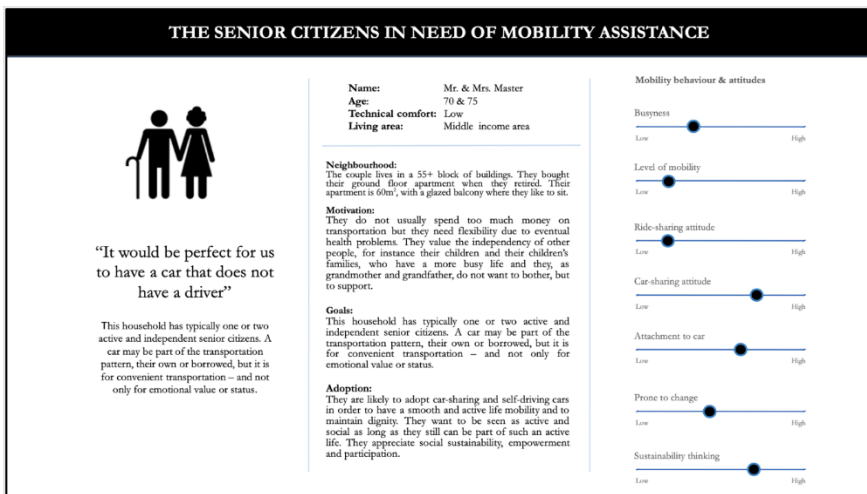 THE SENIOR CITIZENS IN NEED OF MOBILITY ASSISTANCE
“It would be perfect for us
to have a car that does not
have a driver”
This household has typically one or two
active and independent senior citizens. A
car may be part of the transportation
pattern, their own or borrowed, but it is
for convenient transportation – and not
only for emotional value or status.
Name: Mr. & Mrs. Master
Age: 70 & 75
Technical comfort: Low
Living area: Middle income area
Neighbourhood:
The couple lives in a 55+ block of buildings. They bought
their ground floor apartment when they retired. Their
apartment is 60m², with a glazed balcony where they like to sit.
Motivation:
They do not usually spend too much money on
transportation but they need flexibility due to eventual
health problems. They value the independency of other
people, for instance their children and their children’s
families, who have a more busy life and they, as
grandmother and grandfather, do not want to bother, but
to support.
Goals:
This household has typically one or two active and
independent senior citizens. A car may be part of the
transportation pattern, their own or borrowed, but it is
for convenient transportation – and not only for
emotional value or status.
Adoption:
They are likely to adopt car-sharing and self-driving cars
in order to have a smooth and active life mobility and to
maintain dignity. They want to be seen as active and
social as long as they still can be part of such an active
life. They appreciate social sustainability, empowerment
and participation.
Mobility behaviour & attitudes
Busyness
Low High
Level of mobility
Low High
Ride-sharing attitude
Low High
Car-sharing attitude
Low High
Attachment to car
Low High
Prone to change
Low High
Sustainability thinking
Low High